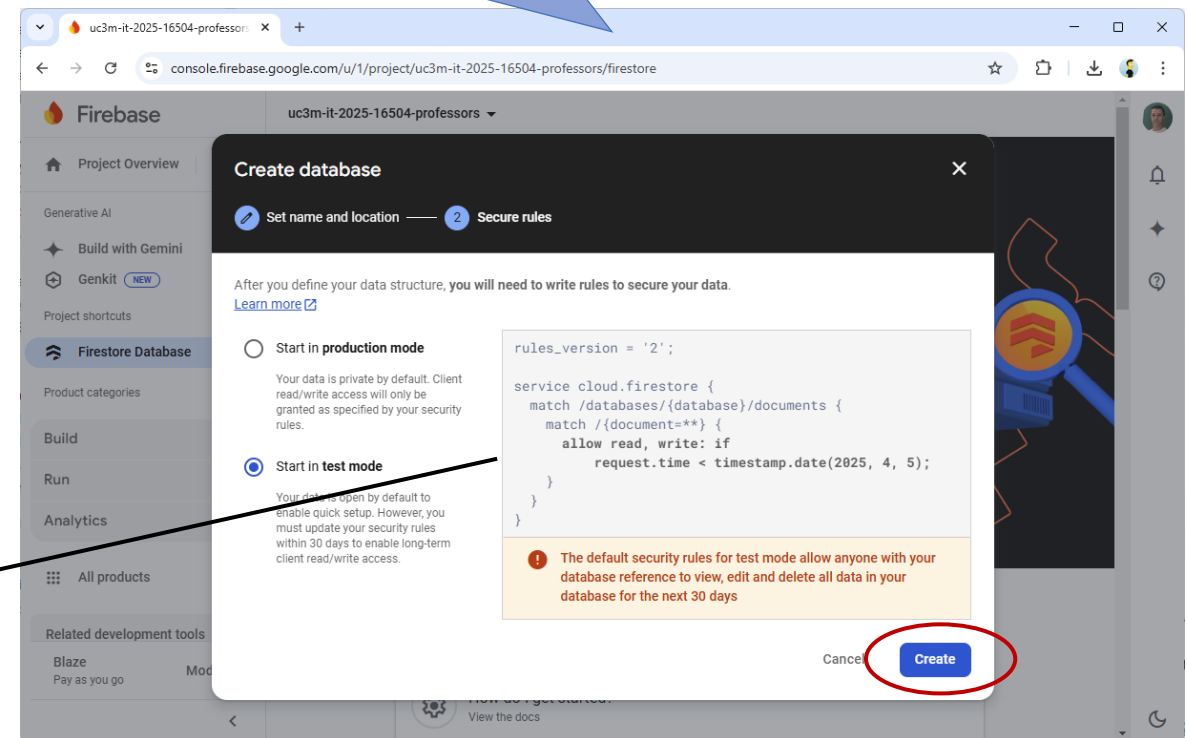 uc3m-it-2025-16504-professors
console.firebase.google.com/u/1/project/uc3m-it-2025-16504-professors/firestore
Firebase
uc3m-it-2025-16504-professors
Project Overview
Generative AI
Build with Gemini
Genkit NEW
Project shortcuts
Firestore Database
Product categories
Build
Run
Analytics
All products
Related development tools
Blaze
Pay as you go
Mod
Create database
Set name and location
2 Secure rules
After you define your data structure, you will need to write rules to secure your data.
Learn more
Start in production mode
Your data is private by default. Client
read/write access will only be
granted as specified by your security
rules.
Start in test mode
Your data is open by default to
enable quick setup. However, you
must update your security rules
within 30 days to enable long-term
client read/write access.
rules_version = '2';
service cloud.firestore {
match /databases/{database}/documents {
match /{document=**} {
allow read, write: if
request.time < timestamp.date(2025, 4, 5);
}
}
}
! The default security rules for test mode allow anyone with your
database reference to view, edit and delete all data in your
database for the next 30 days
Cancel
Create
How do I get started?
View the docs